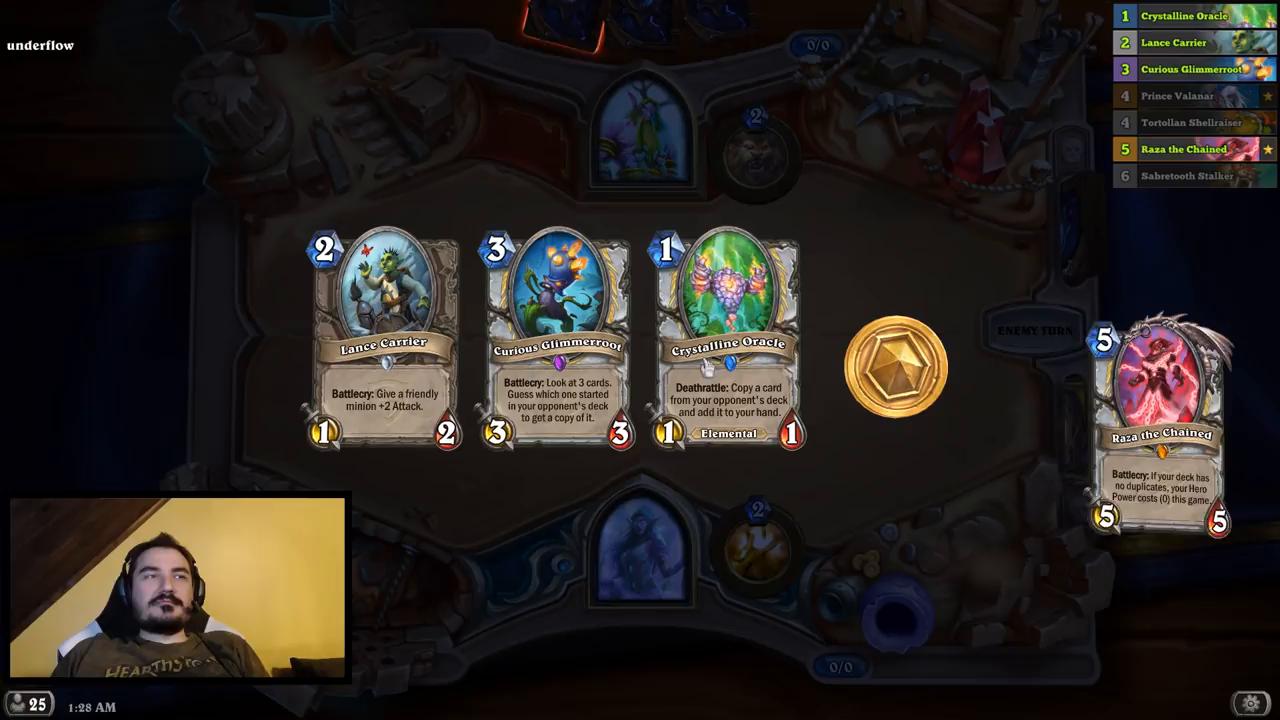 underflow
0/0
2
1 Crystalline Oracle
2 Lance Carrier
3 Curious Glimmerroot
4 Prince Valanar
4 Tortollan Shellraiser
5 Raza the Chained
6 Sabretooth Stalker
2
Lance Carrier
Battlecry: Give a friendly
minion +2 Attack.
1 2
3
Curious Glimmerroot
Battlecry: Look at 3 cards.
Guess which one started
in your opponent's deck
to get a copy of it.
3 3
1
Crystalline Oracle
Deathrattle: Copy a card
from your opponent's deck
and add it to your hand.
Elemental
1 1
ENEMY TURN
5
Raza the Chained
Battlecry: If your deck has
no duplicates, your Hero
Power costs (0) this game.
5 5
2
0/0
HEARTHSTO
25
1:28 AM